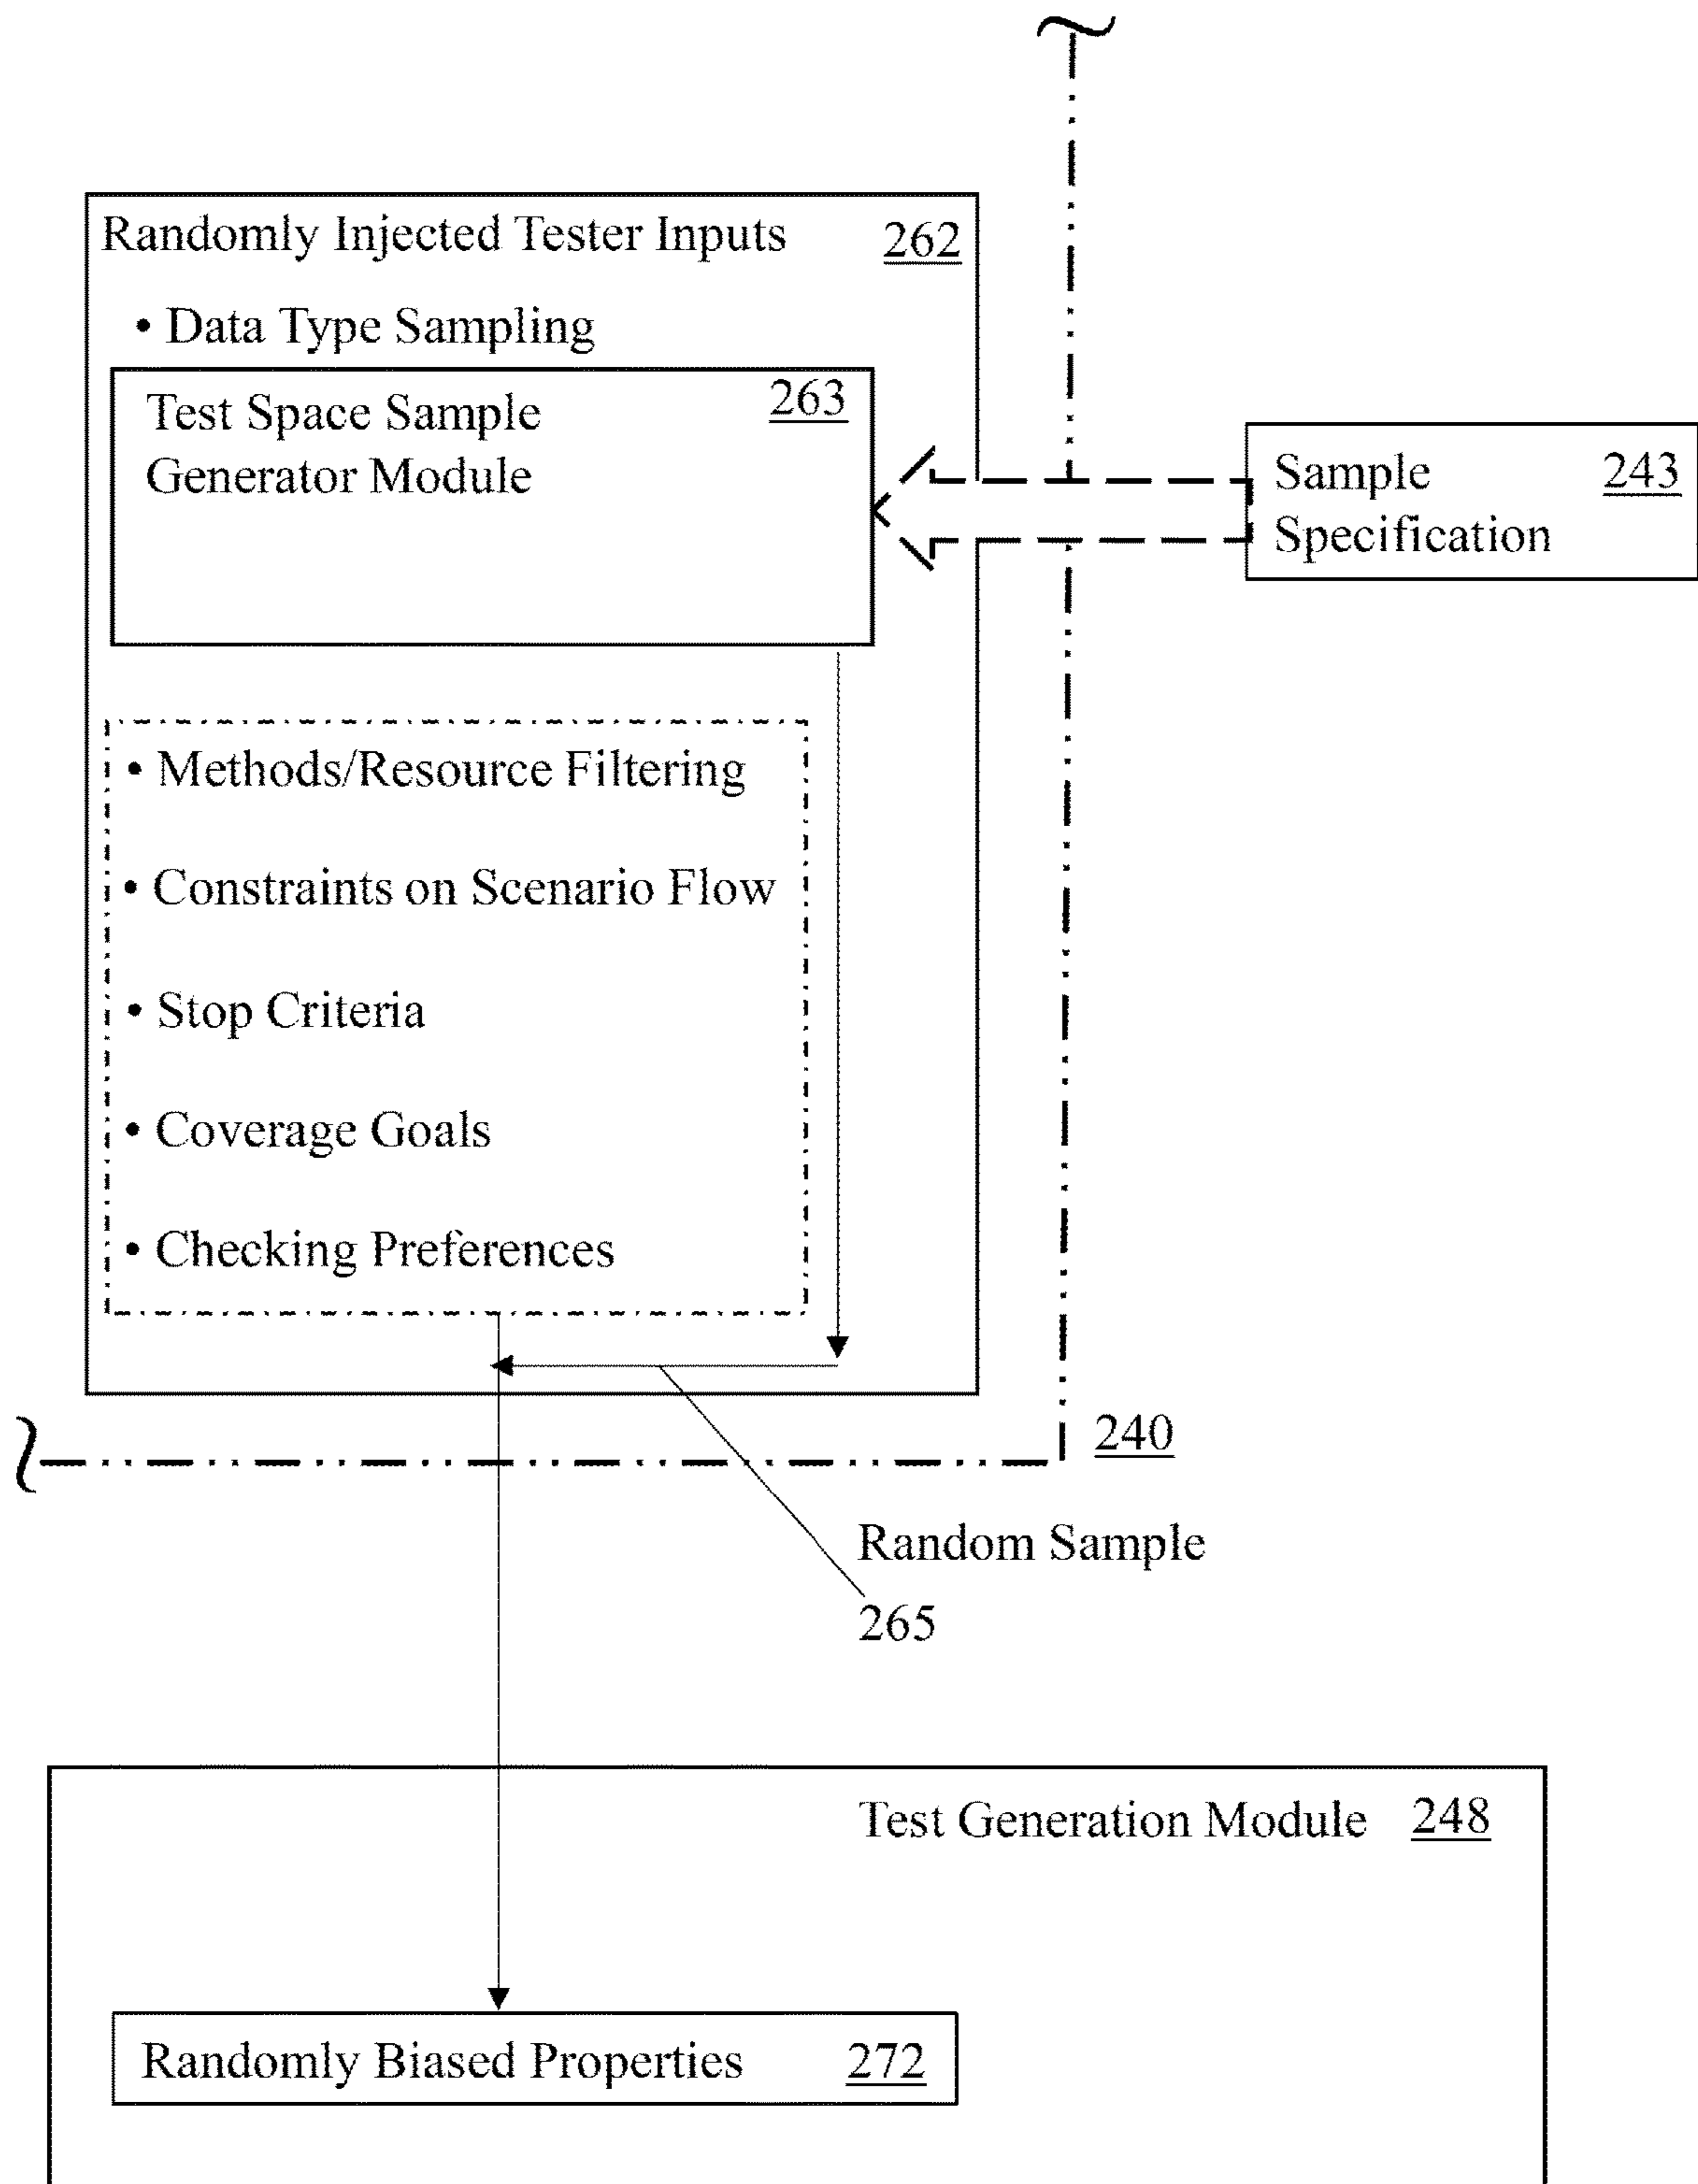 Randomly Injected Tester Inputs 262
• Data Type Sampling
Test Space Sample 263
Generator Module
Sample 243
Specification
• Methods/Resource Filtering
• Constraints on Scenario Flow
• Stop Criteria
• Coverage Goals
• Checking Preferences
240
Random Sample
265
Test Generation Module 248
Randomly Biased Properties 272